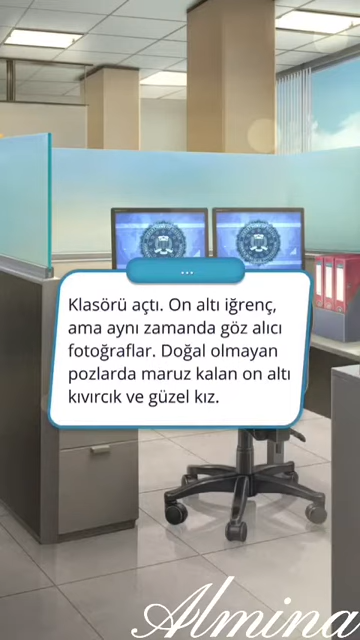 ...
Klasörü açtı. On altı iğrenç,
ama aynı zamanda göz alıcı
fotoğraflar. Doğal olmayan
pozlarda maruz kalan on altı
kıvırcık ve güzel kız.
Almina